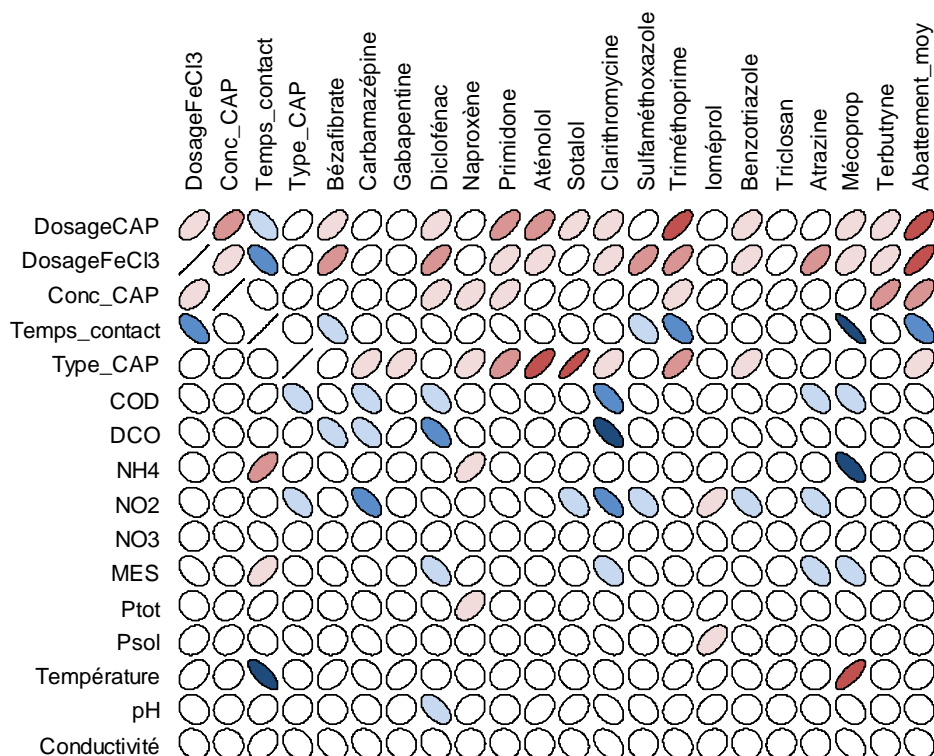 DosageFeCl3
Conc_CAP
Temps_contact
Type_CAP
Bézafibrate
Carbamazépine
Gabapentine
Diclofénac
Naproxène
Primidone
Aténolol
Sotalol
Clarithromycine
Sulfaméthoxazole
Triméthoprime
Ioméprol
Benzotriazole
Triclosan
Atrazine
Mécoprop
Terbutryne
Abattement_moy
DosageCAP
DosageFeCl3
Conc_CAP
Temps_contact
Type_CAP
COD
DCO
NH4
NO2
NO3
MES
Ptot
Psol
Température
pH
Conductivité